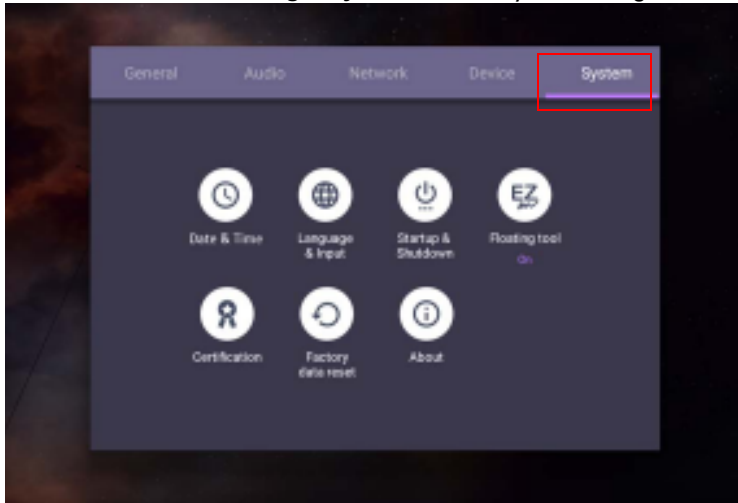 General Audio Network Device System
Date & Time Language & Input Startup & Shutdown Floating tool
On
Certification Factory data reset About